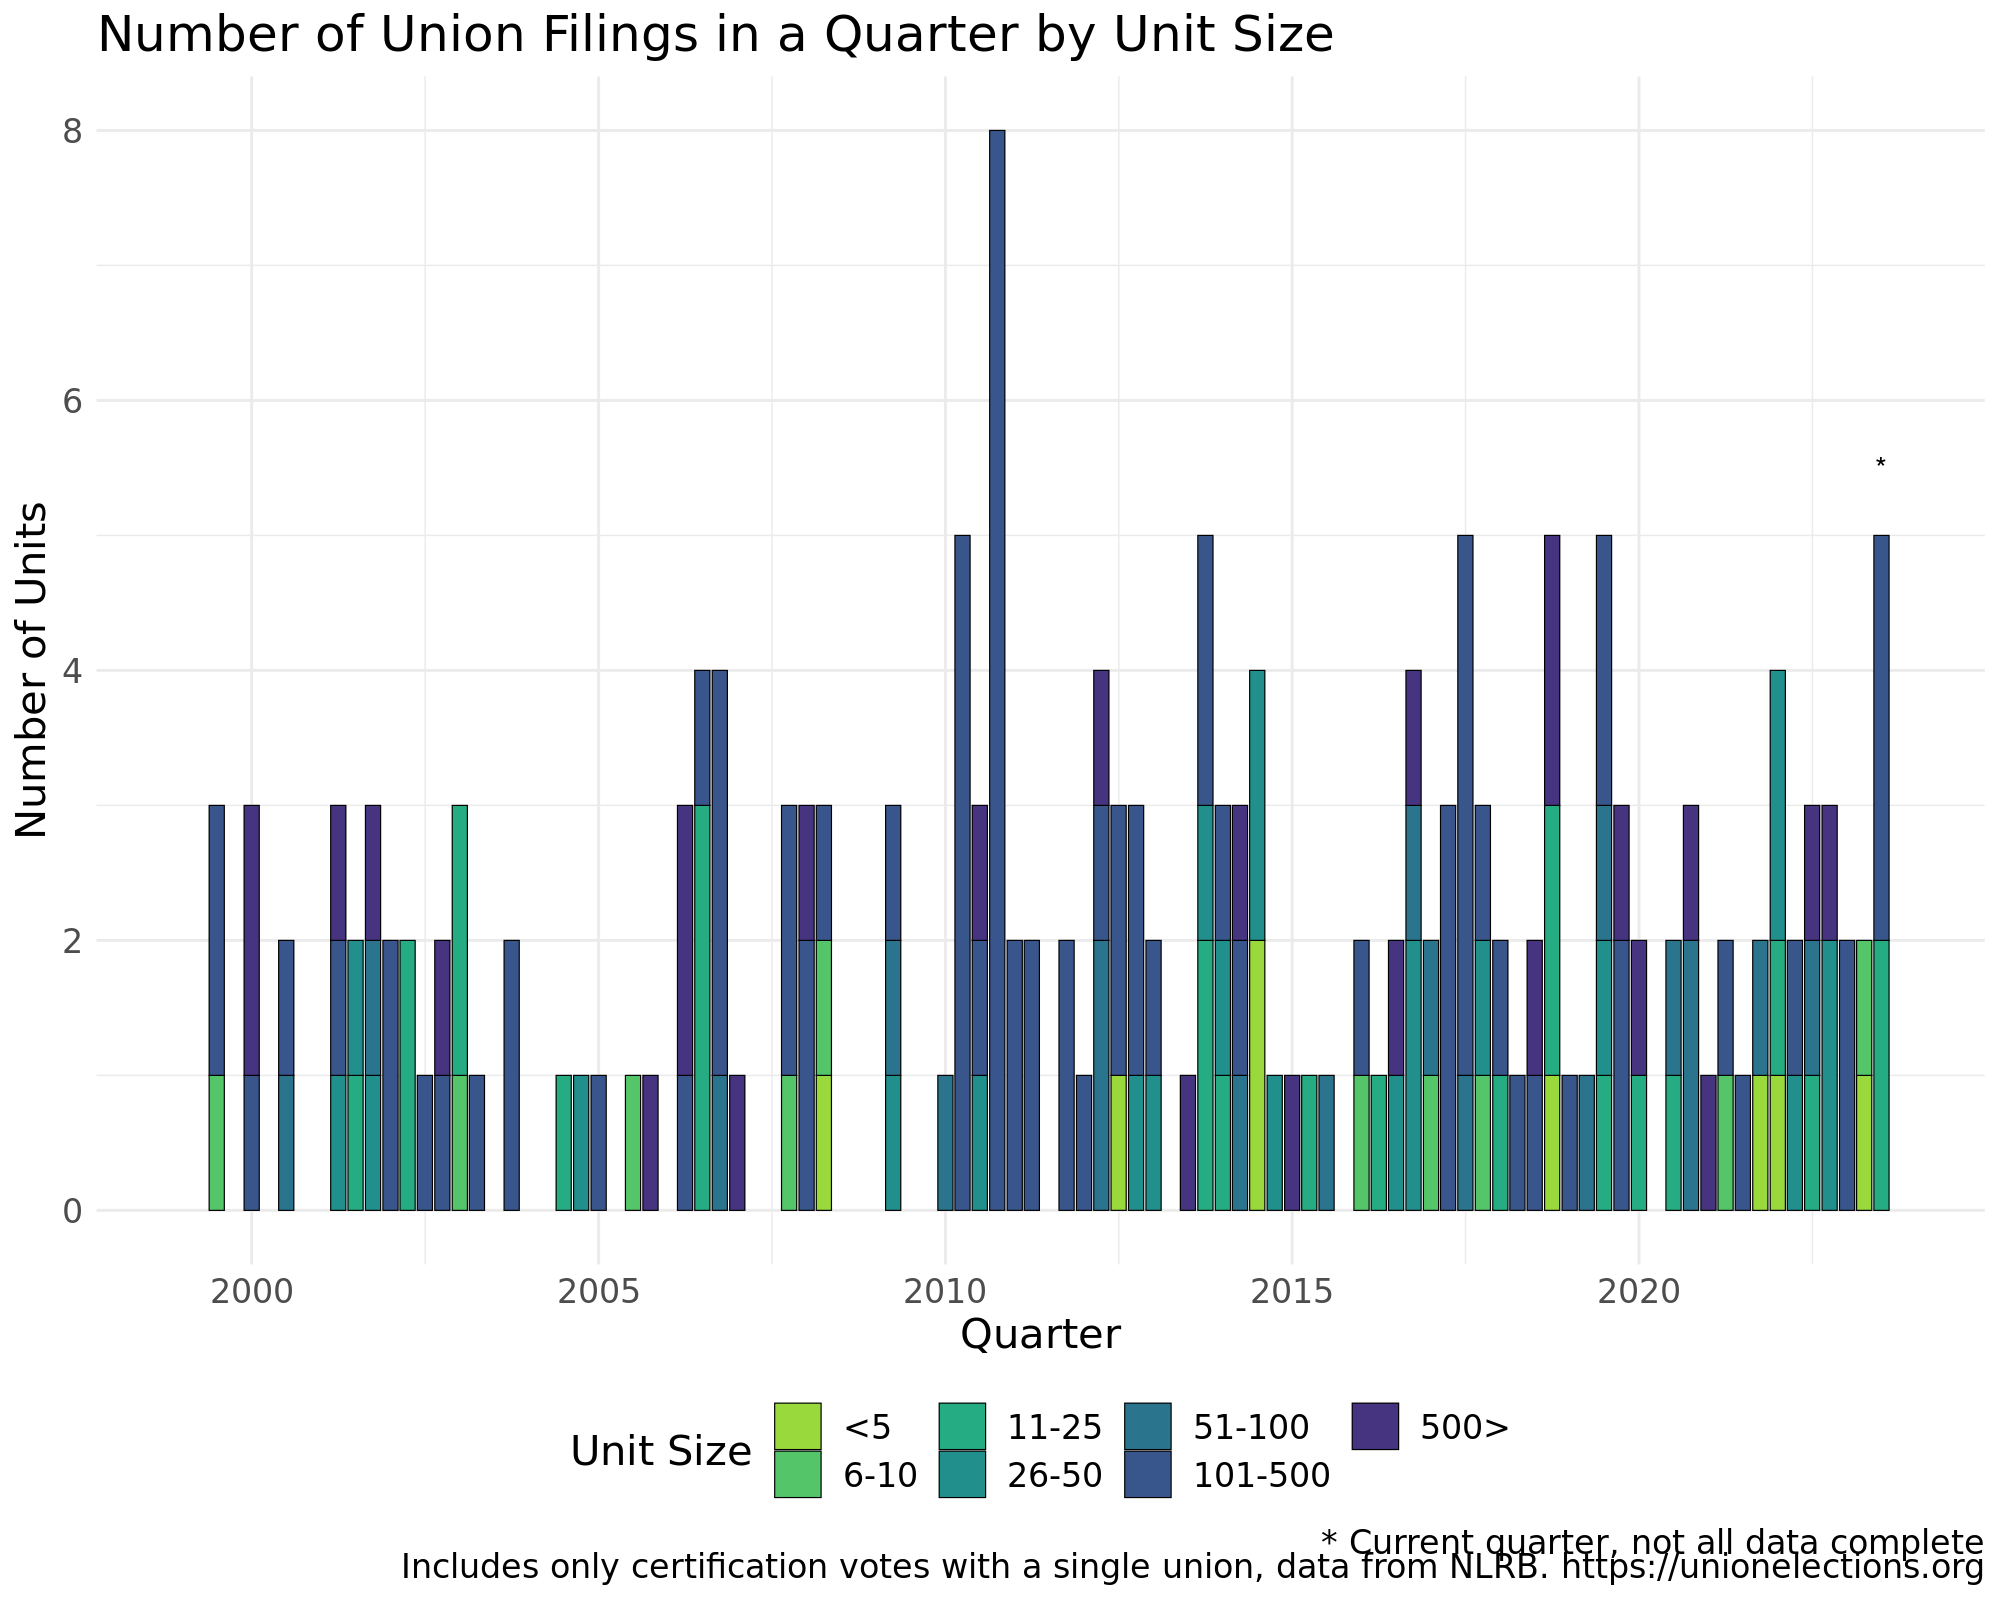 Number of Union Filings in a Quarter by Unit Size
Number of Units
8
6
4
2
0
*
2000 2005 2010 2015 2020
Quarter
Unit Size
<5 11-25 51-100 500>
6-10 26-50 101-500
* Current quarter, not all data complete
Includes only certification votes with a single union, data from NLRB. https://unionelections.org